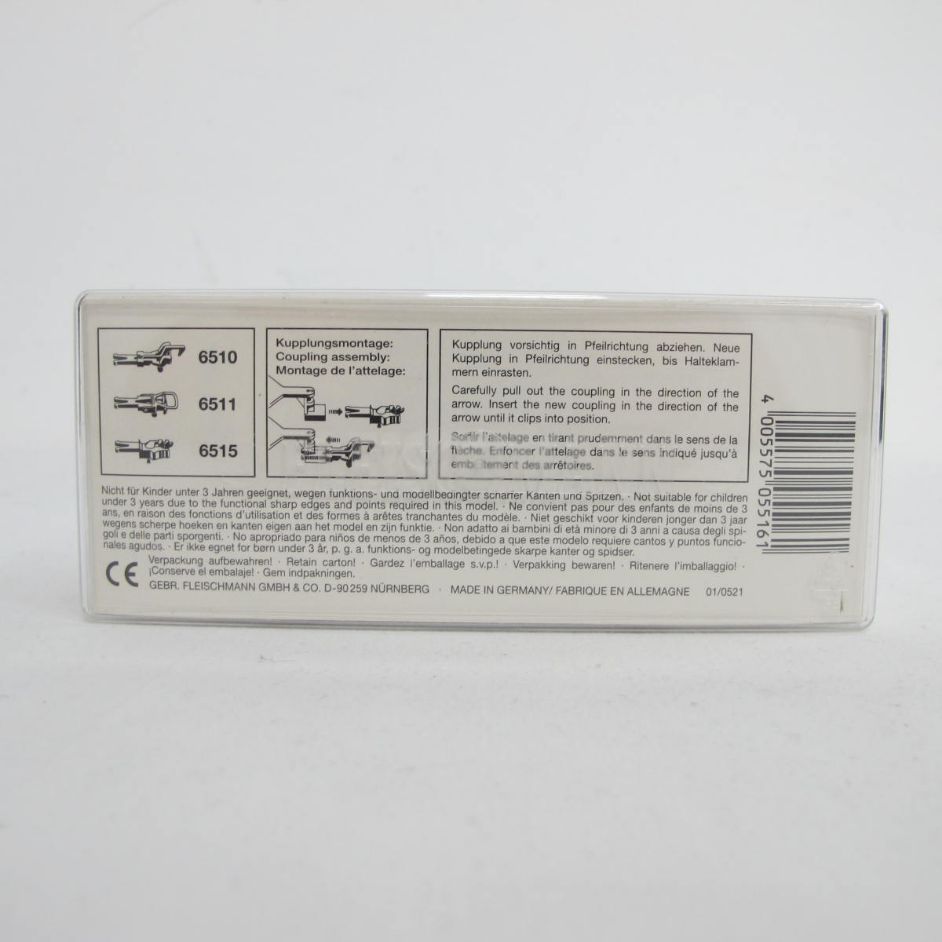 6510
6511
6515
Kupplungsmontage:
Coupling assembly:
Montage de l'attelage:
Kupplung vorsichtig in Pfeilrichtung abziehen. Neue
Kupplung in Pfeilrichtung einstecken, bis Halteklam-
mern einrasten.
Carefully pull out the coupling in the direction of the
arrow. Insert the new coupling in the direction of the
arrow until it clips into position.
Sortir l'attelage en tirant prudemment dans le sens de la
flèche. Enfoncer l'attelage dans le sens indiqué jusqu'à
emboîtement des arrêtoires.
Nicht für Kinder unter 3 Jahren geeignet, wegen funktions- und modellbedingter scharfer Kanten und Spitzen. · Not suitable for children
under 3 years due to the functional sharp edges and points required in this model. · Ne convient pas pour des enfants de moins de 3
ans, en raison des fonctions d'utilisation et des formes à arêtes tranchantes du modèle. · Niet geschikt voor kinderen jonger dan 3 jaar
wegens scherpe hoeken en kanten eigen aan het model en zijn funktie. · Non adatto ai bambini di età minore di 3 anni a causa degli spi-
goli e delle parti sporgenti. · No apropriado para niños de menos de 3 años, debido a que este modelo requiere cantos y puntos funcio-
nales agudos. · Er ikke egnet for børn under 3 år, p. g. a. funktions- og modelbetingede skarpe kanter og spidser.
CE
Verpackung aufbewahren! · Retain carton! · Gardez l'emballage s.v.p.! · Verpakking bewaren! · Ritenere l'imballaggio! ·
¡Conserve el embalaje! · Gem indpakningen.
GEBR. FLEISCHMANN GMBH & CO. D-90259 NÜRNBERG · MADE IN GERMANY/ FABRIQUE EN ALLEMAGNE 01/0521
4 005575 055161